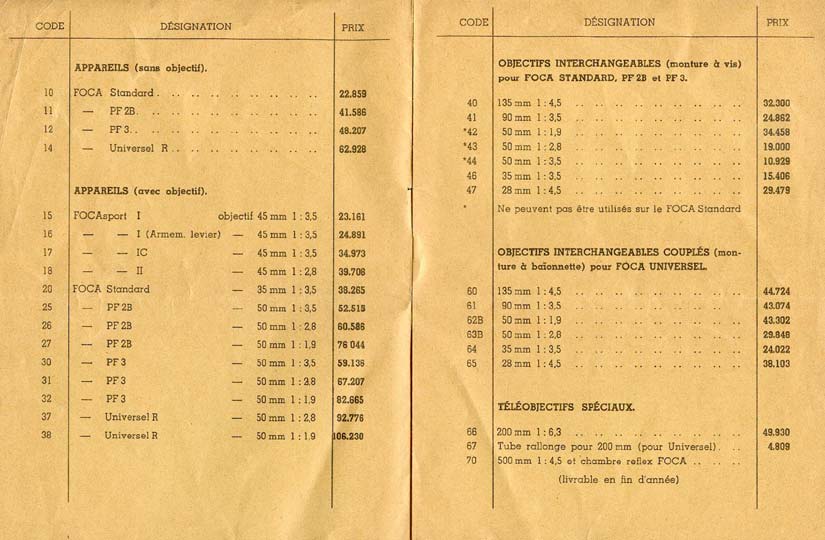 CODE DÉSIGNATION PRIX
APPAREILS (sans objectif).
10 FOCA Standard . . . . . . . . . . 22.859
11 — PF 2B. . . . . . . . . . . 41.586
12 — PF 3. . . . . . . . . . . 48.207
14 — Universel R . . . . . . . . . 62.928
APPAREILS (avec objectif).
15 FOCAsport I objectif 45 mm 1 : 3,5 23.161
16 — — I (Armem. levier) — 45 mm 1 : 3,5 24.891
17 — — IC — 45 mm 1 : 3,5 34.973
18 — — II — 45 mm 1 : 2,8 39.706
20 FOCA Standard — 35 mm 1 : 3,5 38.265
25 — PF 2B — 50 mm 1 : 3,5 52.515
26 — PF 2B — 50 mm 1 : 2,8 60.586
27 — PF 2B — 50 mm 1 : 1,9 76 044
30 — PF 3 — 50 mm 1 : 3,5 59.136
31 — PF 3 — 50 mm 1 : 2.8 67.207
32 — PF 3 — 50 mm 1 : 1,9 82.665
37 — Universel R — 50 mm 1 : 2,8 92.776
38 — Universel R — 50 mm 1 : 1,9 106.230
CODE DÉSIGNATION PRIX
OBJECTIFS INTERCHANGEABLES (monture à vis)
pour FOCA STANDARD, PF 2B et PF 3.
40 135 mm 1 : 4,5 .. .. .. .. .. .. .. .. .. 32.300
41 90 mm 1 : 3,5 .. .. .. .. .. .. .. .. .. 24.862
*42 50 mm 1 : 1,9 .. .. .. .. .. .. .. .. .. 34.458
*43 50 mm 1 : 2,8 .. .. .. .. .. .. .. .. .. 19.000
*44 50 mm 1 : 3,5 .. .. .. .. .. .. .. .. .. 10.929
46 35 mm 1 : 3,5 .. .. .. .. .. .. .. .. .. 15.406
47 28 mm 1 : 4,5 .. .. .. .. .. .. .. .. .. 29.479
* Ne peuvent pas être utilisés sur le FOCA Standard
OBJECTIFS INTERCHANGEABLES COUPLÉS (mon-
ture à baïonnette) pour FOCA UNIVERSEL.
60 135 mm 1 : 4,5 .. .. .. .. .. .. .. .. .. 44.724
61 90 mm 1 : 3,5 .. .. .. .. .. .. .. .. .. 43.074
62B 50 mm 1 : 1,9 .. .. .. .. .. .. .. .. .. 43.302
63B 50 mm 1 : 2,8 .. .. .. .. .. .. .. .. .. 29.848
64 35 mm 1 : 3,5 .. .. .. .. .. .. .. .. .. 24.022
65 28 mm 1 : 4,5 .. .. .. .. .. .. .. .. .. 38.103
TÉLÉOBJECTIFS SPÉCIAUX.
66 200 mm 1 : 6,3 .. .. .. .. .. .. .. .. .. 49.930
67 Tube rallonge pour 200 mm (pour Universel) . .. 4.809
70 500 mm 1 : 4,5 et chambre reflex FOCA .. .. ..
(livrable en fin d'année)